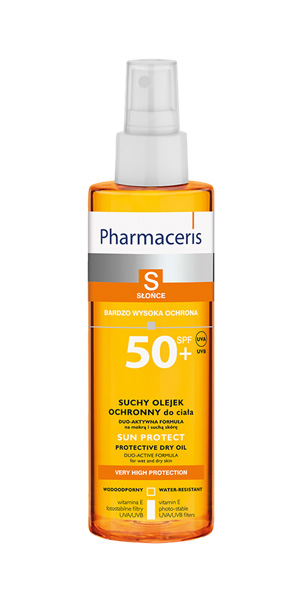 Pharmaceris
S
SŁOŃCE
BARDZO WYSOKA OCHRONA
50+ SPF
UVA
UVB
SUCHY OLEJEK
OCHRONNY do ciała
DUO-AKTYWNA FORMUŁA
na mokrą i suchą skórę
SUN PROTECT
PROTECTIVE DRY OIL
DUO-ACTIVE FORMULA
for wet and dry skin
VERY HIGH PROTECTION
WODOODPORNY WATER-RESISTANT
witamina E vitamin E
fotostabilne filtry photo-stable
UVA/UVB UVA/UVB filters